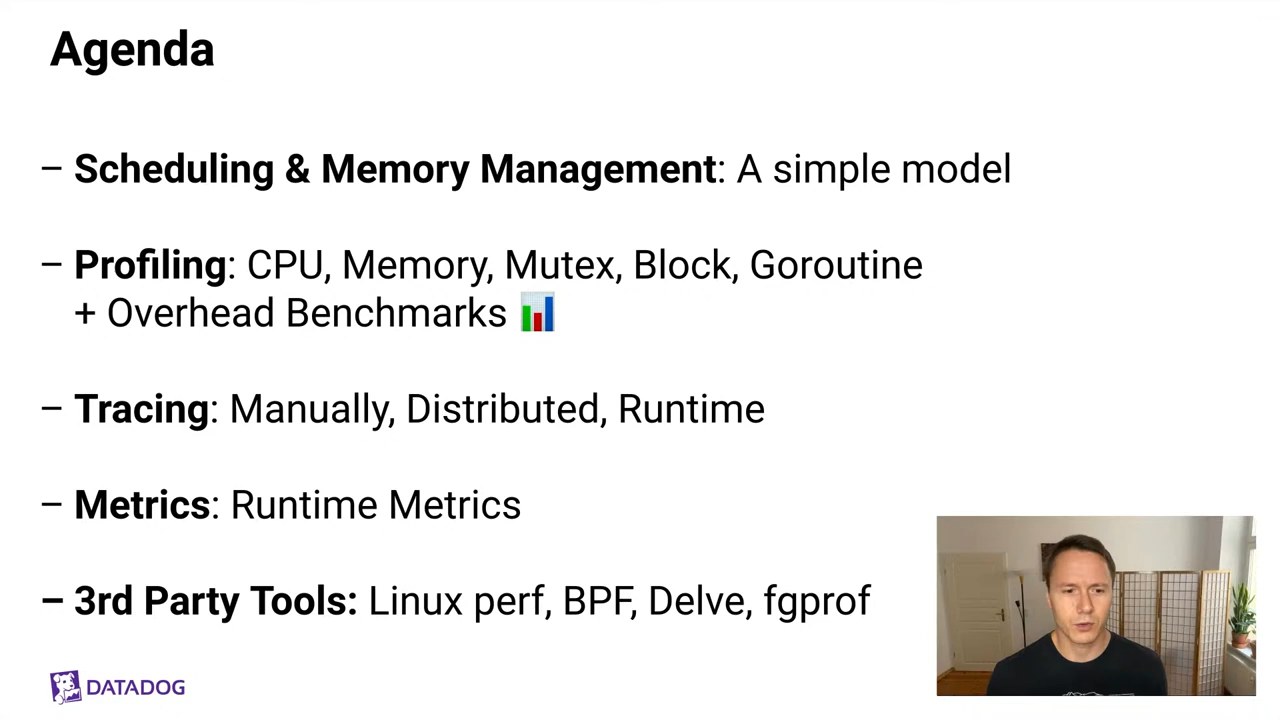 Agenda
– Scheduling & Memory Management: A simple model
– Profiling: CPU, Memory, Mutex, Block, Goroutine
+ Overhead Benchmarks 📊
– Tracing: Manually, Distributed, Runtime
– Metrics: Runtime Metrics
– 3rd Party Tools: Linux perf, BPF, Delve, fgprof
DATADOG